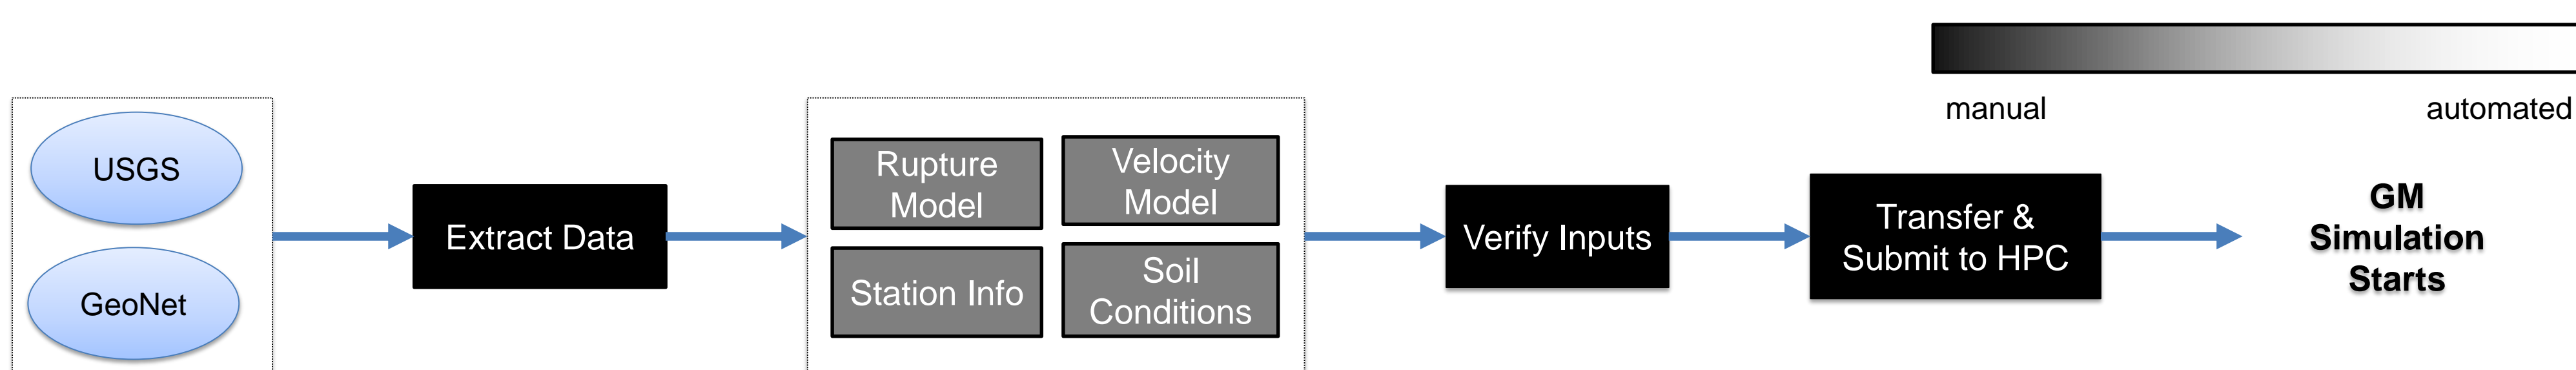 manual
automated
USGS
GeoNet
Extract Data
Rupture
Model
Velocity
Model
Station Info
Soil
Conditions
Verify Inputs
Transfer &
Submit to HPC
GM
Simulation
Starts